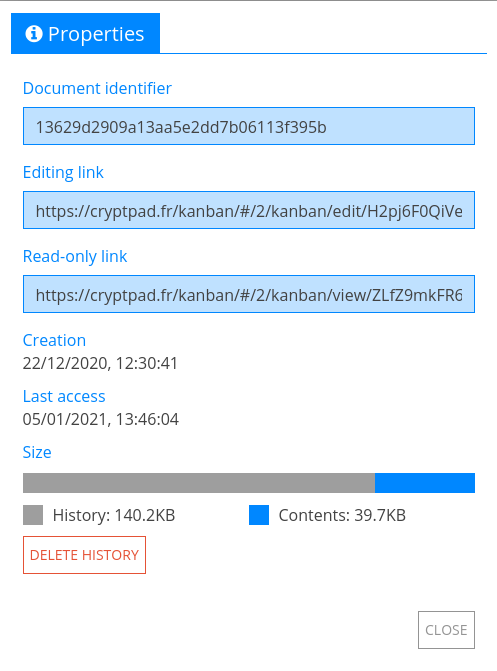 Properties
Document identifier
13629d2909a13aa5e2dd7b06113f395b
Editing link
https://cryptpad.fr/kanban/#/2/kanban/edit/H2pj6F0QiVe
Read-only link
https://cryptpad.fr/kanban/#/2/kanban/view/ZLfZ9mkFR6
Creation
22/12/2020, 12:30:41
Last access
05/01/2021, 13:46:04
Size
History: 140.2KB Contents: 39.7KB
DELETE HISTORY
CLOSE